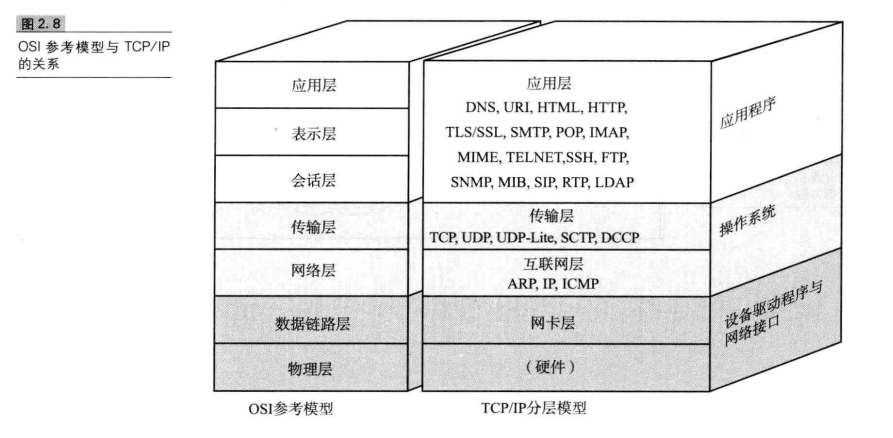 图2.8
OSI 参考模型与 TCP/IP
的关系
应用层
表示层
会话层
传输层
网络层
数据链路层
物理层
OSI参考模型
应用层
DNS, URI, HTML, HTTP,
TLS/SSL, SMTP, POP, IMAP,
MIME, TELNET,SSH, FTP,
SNMP, MIB, SIP, RTP, LDAP
传输层
TCP, UDP, UDP-Lite, SCTP, DCCP
互联网层
ARP, IP, ICMP
网卡层
（硬件）
TCP/IP分层模型
应用程序
操作系统
设备驱动程序与
网络接口